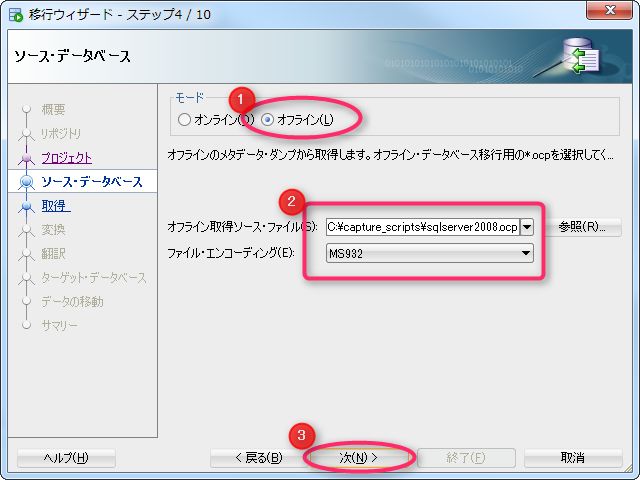 移行ウィザード - ステップ4 / 10
ソース・データベース
概要
リポジトリ
プロジェクト
ソース・データベース
取得
変換
翻訳
ターゲット・データベース
データの移動
サマリー
モード
1
オンライン(O)
オフライン(L)
オフラインのメタデータ・ダンプから取得します。オフライン・データベース移行用の*.ocpを選択してく...
2
オフライン取得ソース・ファイル(S): C:¥capture_scripts¥sqlserver2008.ocp 参照(R)...
ファイル・エンコーディング(E): MS932
3
ヘルプ(H) < 戻る(B) 次(N) > 終了(F) 取消